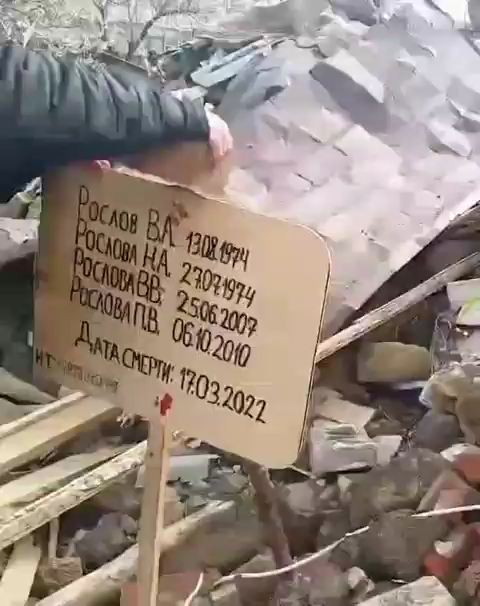 РОСЛОВ В.Л. 13.08.1974
РОСЛОВА Н.А. 27.07.1974
РОСЛОВА В.В. 25.06.2007
РОСЛОВА П.В. 06.10.2010
ДАТА СМЕРТИ: 17.03.2022